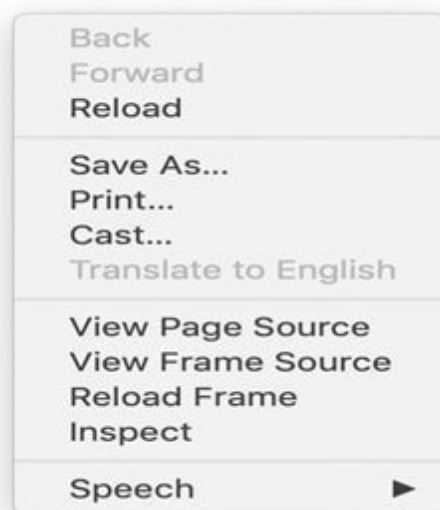 Back
Forward
Reload
Save As...
Print...
Cast...
Translate to English
View Page Source
View Frame Source
Reload Frame
Inspect
Speech